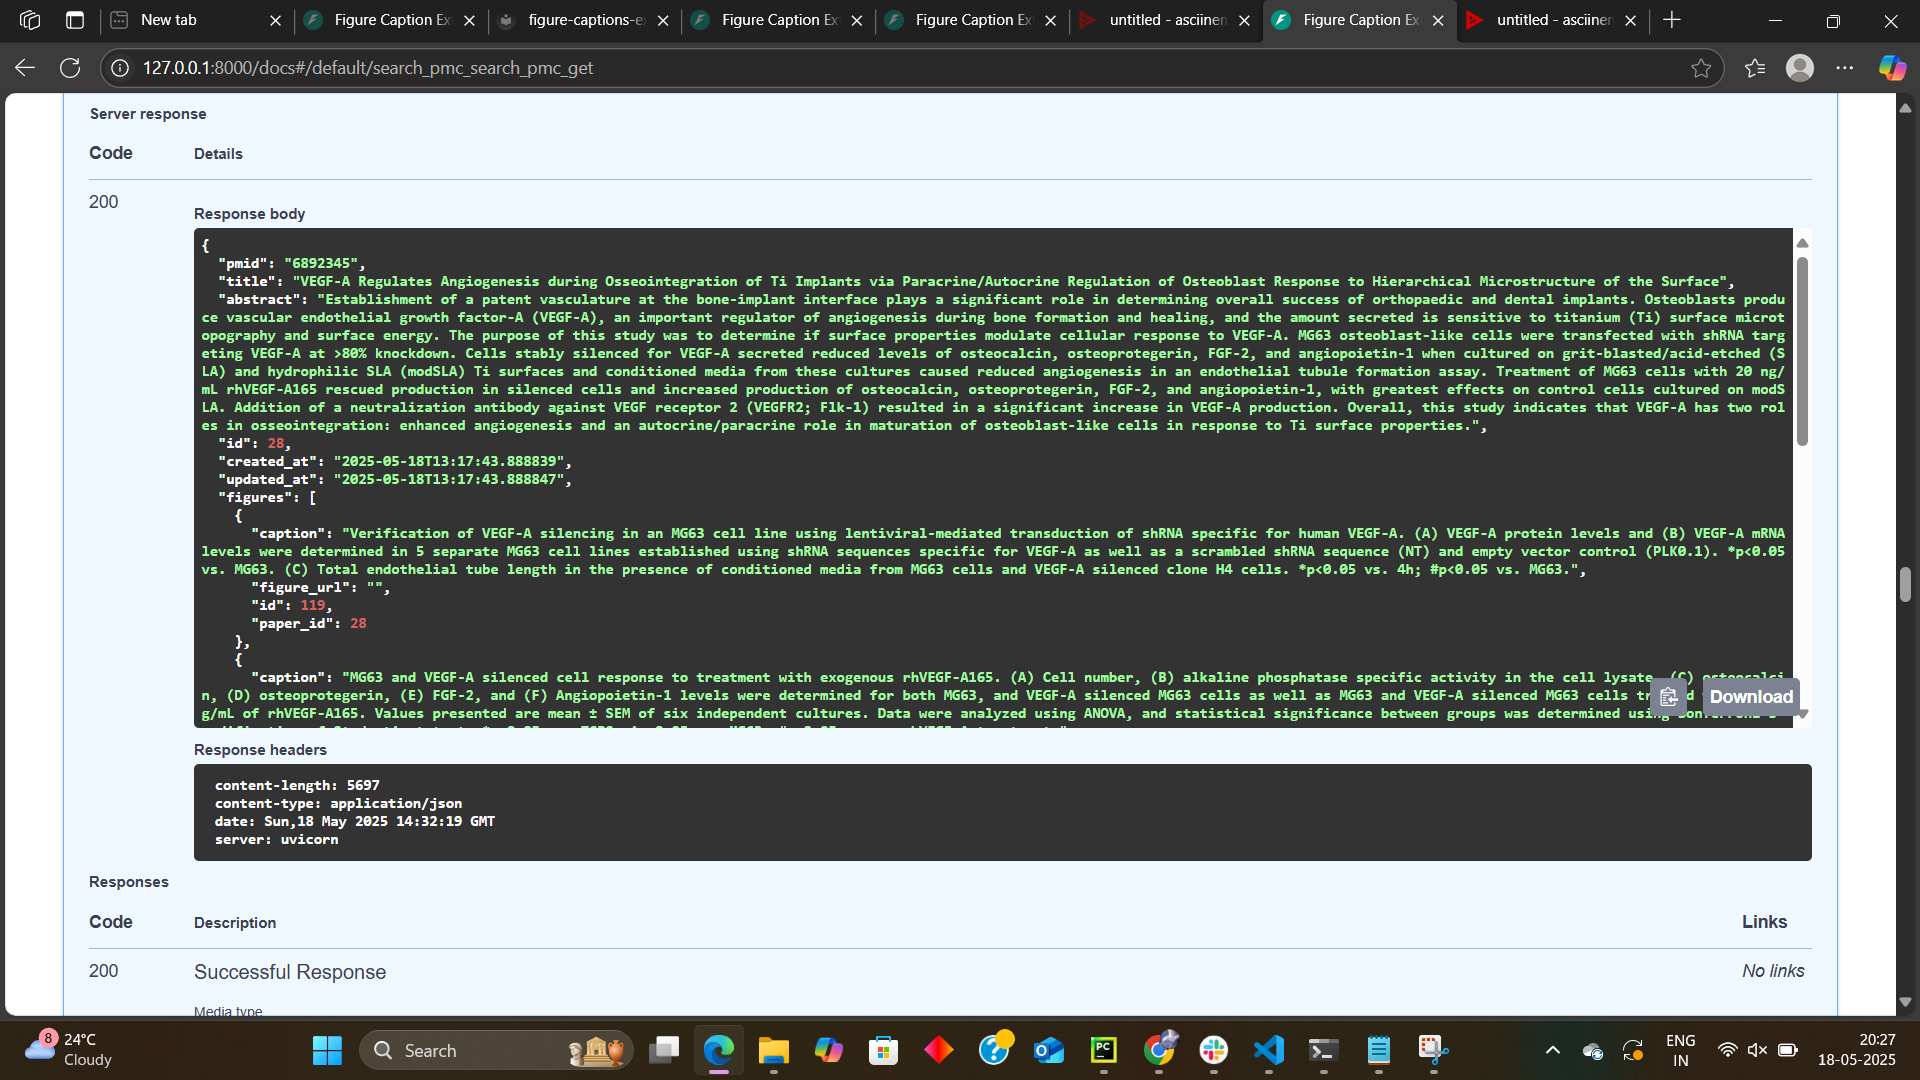 New tab
Figure Caption Ex
figure-captions-ex
Figure Caption Ex
Figure Caption Ex
untitled - asciinem
Figure Caption Ex
untitled - asciinem
127.0.0.1:8000/docs#/default/search_pmc_search_pmc_get
Server response
Code Details
200
Response body
{
"pmid": "6892345",
"title": "VEGF-A Regulates Angiogenesis during Osseointegration of Ti Implants via Paracrine/Autocrine Regulation of Osteoblast Response to Hierarchical Microstructure of the Surface",
"abstract": "Establishment of a patent vasculature at the bone-implant interface plays a significant role in determining overall success of orthopaedic and dental implants. Osteoblasts produ
ce vascular endothelial growth factor-A (VEGF-A), an important regulator of angiogenesis during bone formation and healing, and the amount secreted is sensitive to titanium (Ti) surface microt
opography and surface energy. The purpose of this study was to determine if surface properties modulate cellular response to VEGF-A. MG63 osteoblast-like cells were transfected with shRNA targ
eting VEGF-A at >80% knockdown. Cells stably silenced for VEGF-A secreted reduced levels of osteocalcin, osteoprotegerin, FGF-2, and angiopoietin-1 when cultured on grit-blasted/acid-etched (S
LA) and hydrophilic SLA (modSLA) Ti surfaces and conditioned media from these cultures caused reduced angiogenesis in an endothelial tubule formation assay. Treatment of MG63 cells with 20 ng/
mL rhVEGF-A165 rescued production in silenced cells and increased production of osteocalcin, osteoprotegerin, FGF-2, and angiopoietin-1, with greatest effects on control cells cultured on modS
LA. Addition of a neutralization antibody against VEGF receptor 2 (VEGFR2; Flk-1) resulted in a significant increase in VEGF-A production. Overall, this study indicates that VEGF-A has two rol
es in osseointegration: enhanced angiogenesis and an autocrine/paracrine role in maturation of osteoblast-like cells in response to Ti surface properties.",
"id": 28,
"created_at": "2025-05-18T13:17:43.888839",
"updated_at": "2025-05-18T13:17:43.888847",
"figures": [
{
"caption": "Verification of VEGF-A silencing in an MG63 cell line using lentiviral-mediated transduction of shRNA specific for human VEGF-A. (A) VEGF-A protein levels and (B) VEGF-A mRNA
levels were determined in 5 separate MG63 cell lines established using shRNA sequences specific for VEGF-A as well as a scrambled shRNA sequence (NT) and empty vector control (PLK0.1). *p<0.05
vs. MG63. (C) Total endothelial tube length in the presence of conditioned media from MG63 cells and VEGF-A silenced clone H4 cells. *p<0.05 vs. 4h; #p<0.05 vs. MG63.",
"figure_url": "",
"id": 119,
"paper_id": 28
},
{
"caption": "MG63 and VEGF-A silenced cell response to treatment with exogenous rhVEGF-A165. (A) Cell number, (B) alkaline phosphatase specific activity in the cell lysate, (C) osteocalci
n, (D) osteoprotegerin, (E) FGF-2, and (F) Angiopoietin-1 levels were determined for both MG63, and VEGF-A silenced MG63 cells as well as MG63 and VEGF-A silenced MG63 cells
g/mL of rhVEGF-A165. Values presented are mean ± SEM of six independent cultures. Data were analyzed using ANOVA, and statistical significance between groups was determined using
Download
Response headers
content-length: 5697
content-type: application/json
date: Sun,18 May 2025 14:32:19 GMT
server: uvicorn
Responses
Code Description Links
200 Successful Response No links
Media type
8
24°C
Cloudy
Search
ENG
IN
20:27
18-05-2025